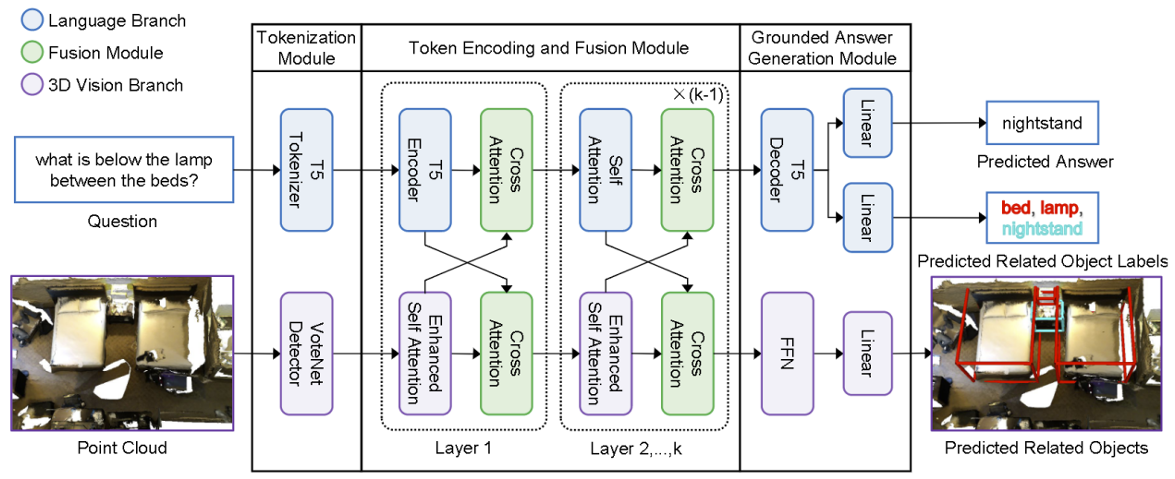 Language Branch
Fusion Module
3D Vision Branch
Tokenization
Module
Token Encoding and Fusion Module
Grounded Answer
Generation Module
×(k-1)
what is below the lamp
between the beds?
Question
T5
Tokenizer
T5
Encoder
Cross
Attention
Self
Attention
Cross
Attention
T5
Decoder
Linear
Linear
nightstand
Predicted Answer
bed, lamp,
nightstand
Predicted Related Object Labels
Point Cloud
VoteNet
Detector
Enhanced
Self Attention
Cross
Attention
Enhanced
Self Attention
Cross
Attention
FFN
Linear
Predicted Related Objects
Layer 1
Layer 2,...,k